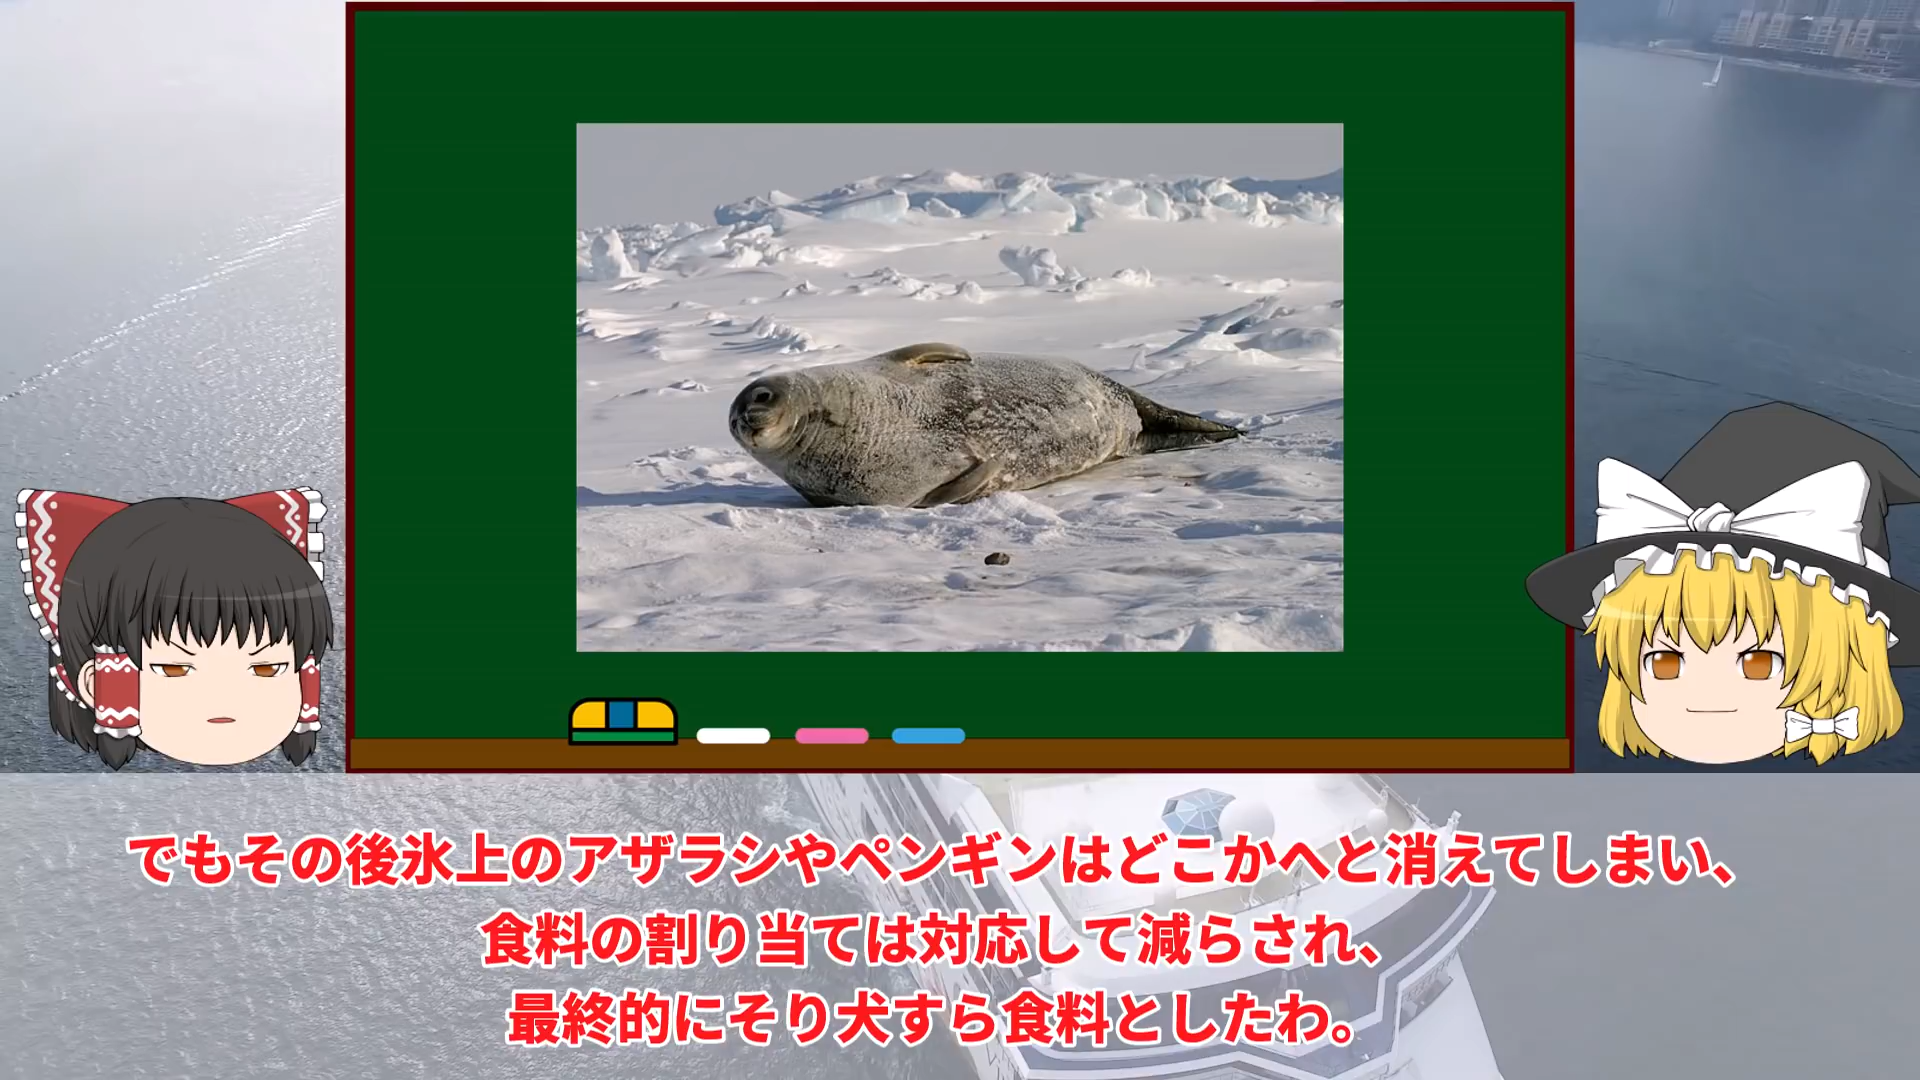 でもその後氷上のアザラシやペンギンはどこかへと消えてしまい、
食料の割り当ては対応して減らされ、
最終的にそり犬すら食料としたわ。